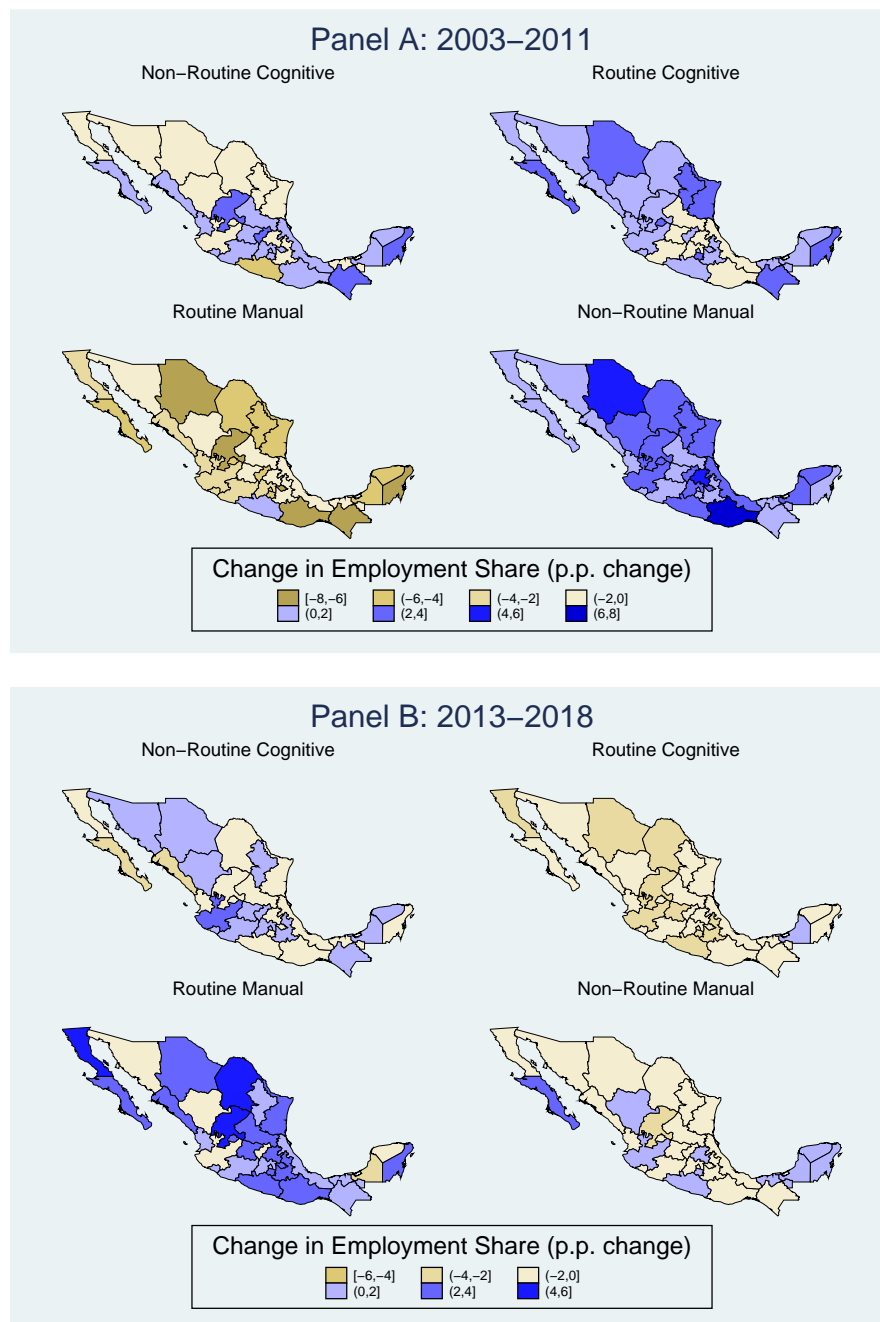 Panel A: 2003−2011
Non−Routine Cognitive
Routine Cognitive
Routine Manual
Non−Routine Manual
Change in Employment Share (p.p. change)
[−8,−6] (−6,−4] (−4,−2] (−2,0]
(0,2] (2,4] (4,6] (6,8]
Panel B: 2013−2018
Non−Routine Cognitive
Routine Cognitive
Routine Manual
Non−Routine Manual
Change in Employment Share (p.p. change)
[−6,−4] (−4,−2] (−2,0]
(0,2] (2,4] (4,6]